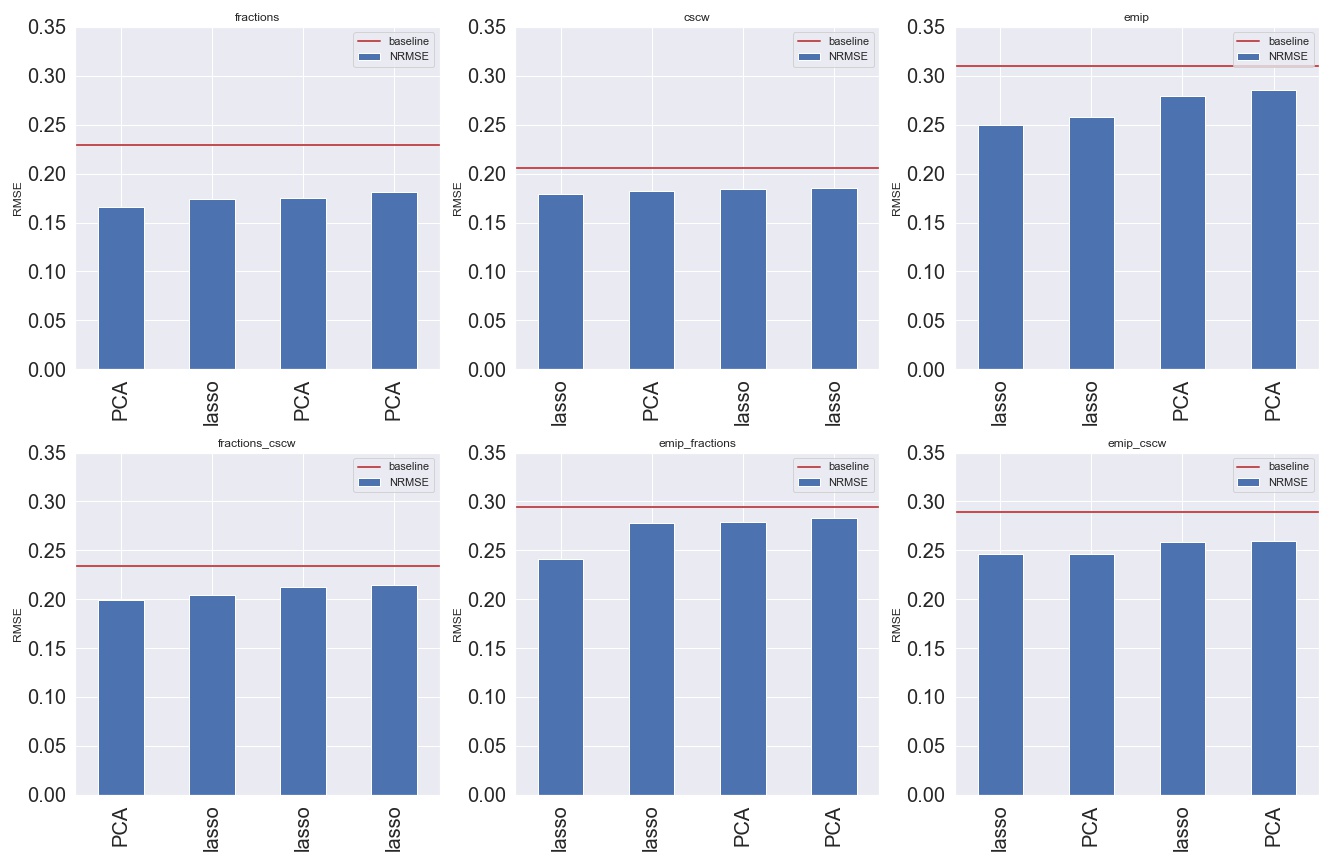 fractions
0.35
0.30
0.25
0.20
0.15
0.10
0.05
0.00
RMSE
baseline
NRMSE
PCA
lasso
PCA
PCA
cscw
0.35
0.30
0.25
0.20
0.15
0.10
0.05
0.00
RMSE
baseline
NRMSE
lasso
PCA
lasso
lasso
emip
0.35
0.30
0.25
0.20
0.15
0.10
0.05
0.00
RMSE
baseline
NRMSE
lasso
lasso
PCA
PCA
fractions_cscw
0.35
0.30
0.25
0.20
0.15
0.10
0.05
0.00
RMSE
baseline
NRMSE
PCA
lasso
lasso
lasso
emip_fractions
0.35
0.30
0.25
0.20
0.15
0.10
0.05
0.00
RMSE
baseline
NRMSE
lasso
lasso
PCA
PCA
emip_cscw
0.35
0.30
0.25
0.20
0.15
0.10
0.05
0.00
RMSE
baseline
NRMSE
lasso
PCA
lasso
PCA